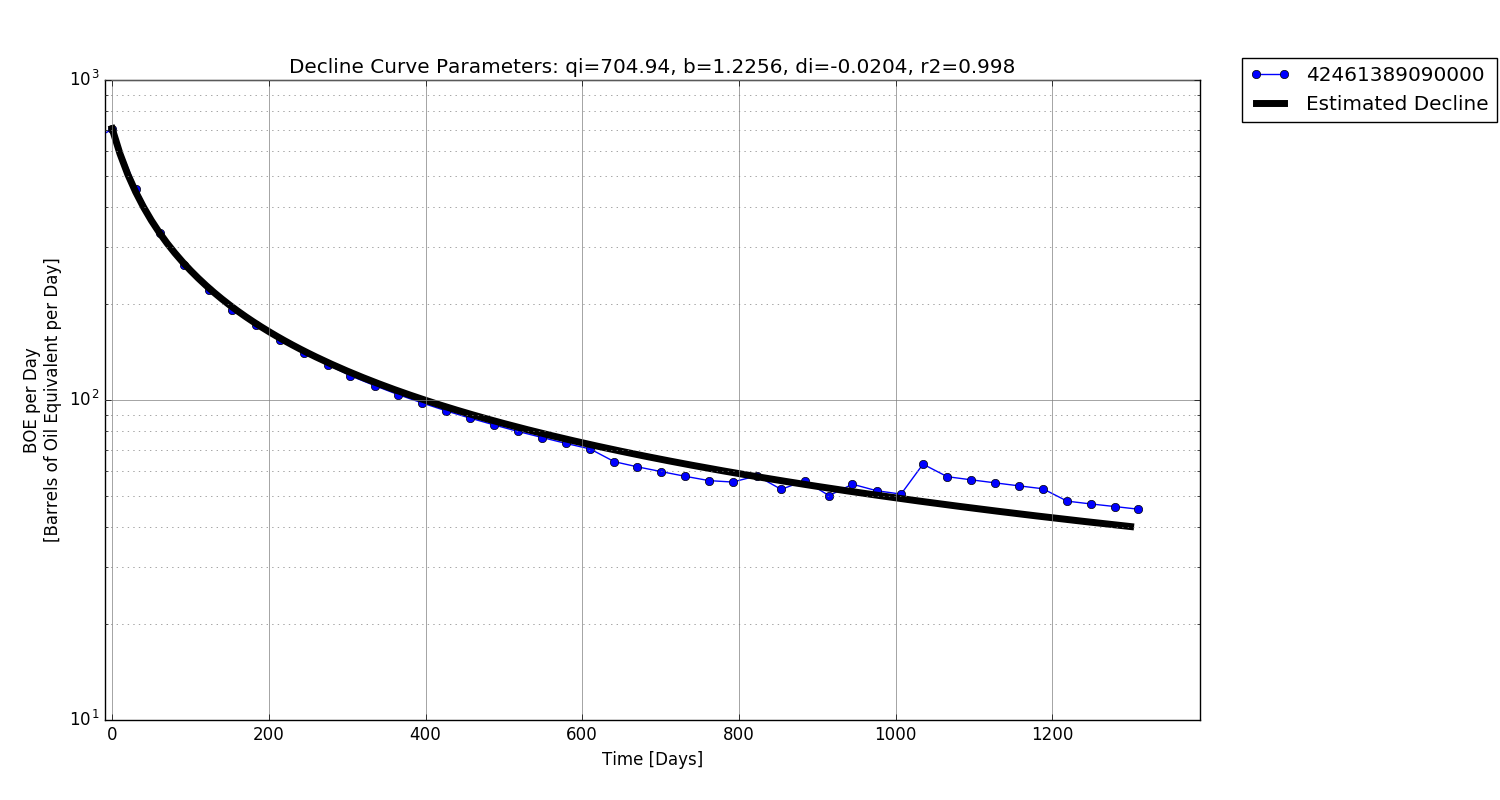 Decline Curve Parameters: qi=704.94, b=1.2256, di=-0.0204, r2=0.998
42461389090000
Estimated Decline
10^3
10^2
10^1
BOE per Day
[Barrels of Oil Equivalent per Day]
0 200 400 600 800 1000 1200
Time [Days]